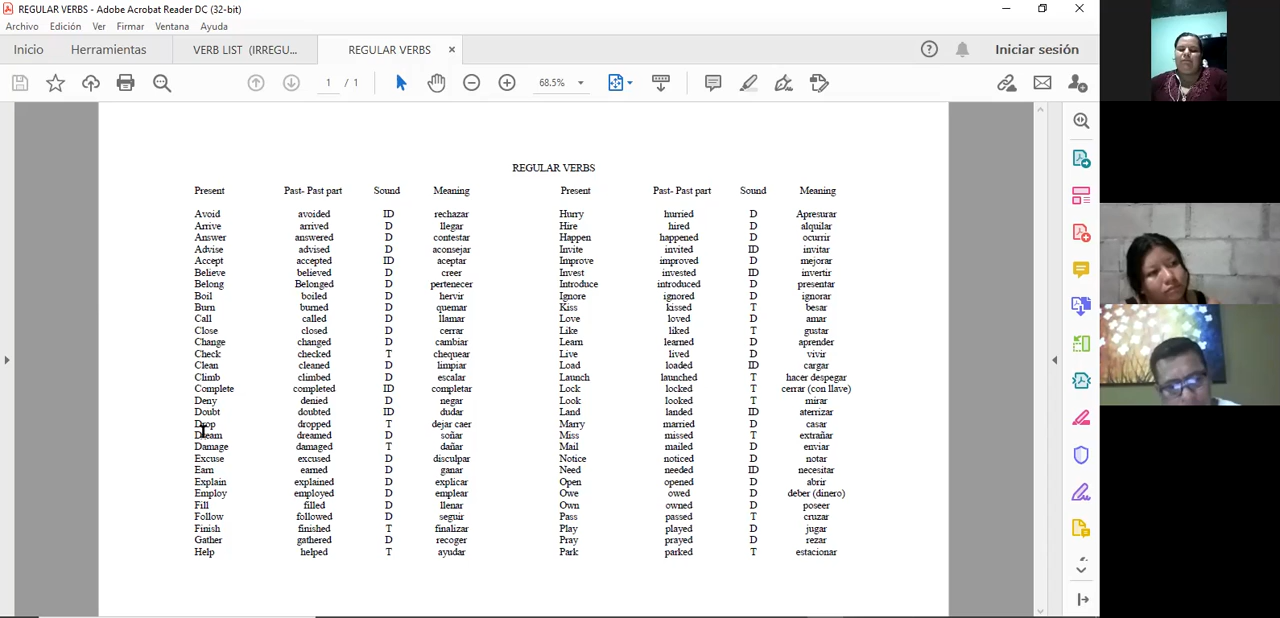 REGULAR VERBS - Adobe Acrobat Reader DC (32-bit)
Archivo Edición Ver Firmar Ventana Ayuda
Inicio Herramientas VERB LIST (IRREGU... REGULAR VERBS × Iniciar sesión
1 / 1 68.5%
REGULAR VERBS
Present Past- Past part Sound Meaning Present Past- Past part Sound Meaning
Avoid avoided ID rechazar Hurry hurried D Apresurar
Arrive arrived D llegar Hire hired D alquilar
Answer answered D contestar Happen happened D ocurrir
Advise advised D aconsejar Invite invited ID invitar
Accept accepted ID aceptar Improve improved D mejorar
Believe believed D creer Invest invested ID invertir
Belong Belonged D pertenecer Introduce introduced D presentar
Boil boiled D hervir Ignore ignored D ignorar
Burn burned D quemar Kiss kissed T besar
Call called D llamar Love loved D amar
Close closed D cerrar Like liked T gustar
Change changed D cambiar Learn learned D aprender
Check checked T chequear Live lived D vivir
Clean cleaned D limpiar Load loaded ID cargar
Climb climbed D escalar Launch launched T hacer despegar
Complete completed ID completar Lock locked T cerrar (con llave)
Deny denied D negar Look looked T mirar
Doubt doubted ID dudar Land landed ID aterrizar
Drop dropped T dejar caer Marry married D casar
Dream dreamed D soñar Miss missed T extrañar
Damage damaged T dañar Mail mailed D enviar
Excuse excused D disculpar Notice noticed D notar
Earn earned D ganar Need needed ID necesitar
Explain explained D explicar Open opened D abrir
Employ employed D emplear Owe owed D deber (dinero)
Fill filled D llenar Own owned D poseer
Follow followed D seguir Pass passed T cruzar
Finish finished T finalizar Play played D jugar
Gather gathered D recoger Pray prayed D rezar
Help helped T ayudar Park parked T estacionar